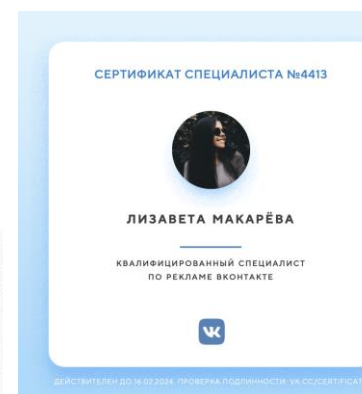 СЕРТИФИКАТ СПЕЦИАЛИСТА №4413
ЛИЗАВЕТА МАКАРЁВА
КВАЛИФИЦИРОВАННЫЙ СПЕЦИАЛИСТ
ПО РЕКЛАМЕ ВКОНТАКТЕ
ДЕЙСТВИТЕЛЕН ДО 16.02.2024. ПРОВЕРКА ПОДЛИННОСТИ: VK.CC/CERTIFICAT